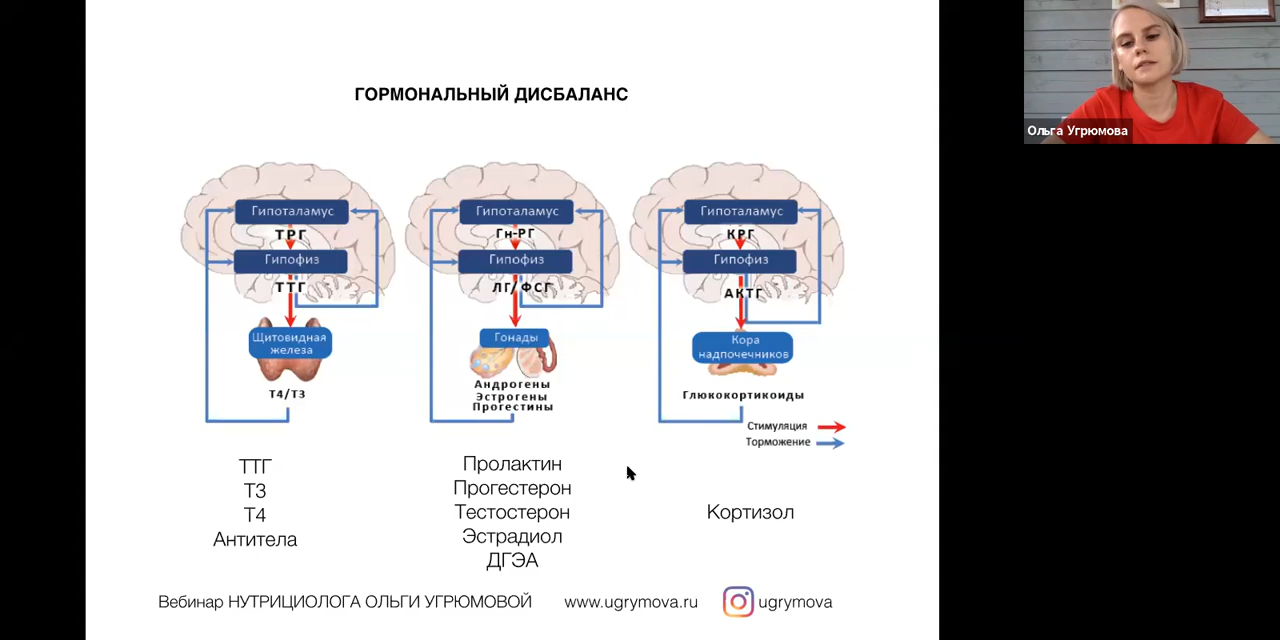 ГОРМОНАЛЬНЫЙ ДИСБАЛАНС
Ольга Угрюмова
Гипоталамус
ТРГ
Гипофиз
ТТГ
Щитовидная
железа
Т4/Т3
Гипоталамус
Гн-РГ
Гипофиз
ЛГ/ФСГ
Гонады
Андрогены
Эстрогены
Прогестины
Гипоталамус
КРГ
Гипофиз
АКТГ
Кора
надпочечников
Глюкокортикоиды
Стимуляция
Торможение
ТТГ
Т3
Т4
Антитела
Пролактин
Прогестерон
Тестостерон
Эстрадиол
ДГЭА
Кортизол
Вебинар НУТРИЦИОЛОГА ОЛЬГИ УГРЮМОВОЙ
www.ugrymova.ru
ugrymova